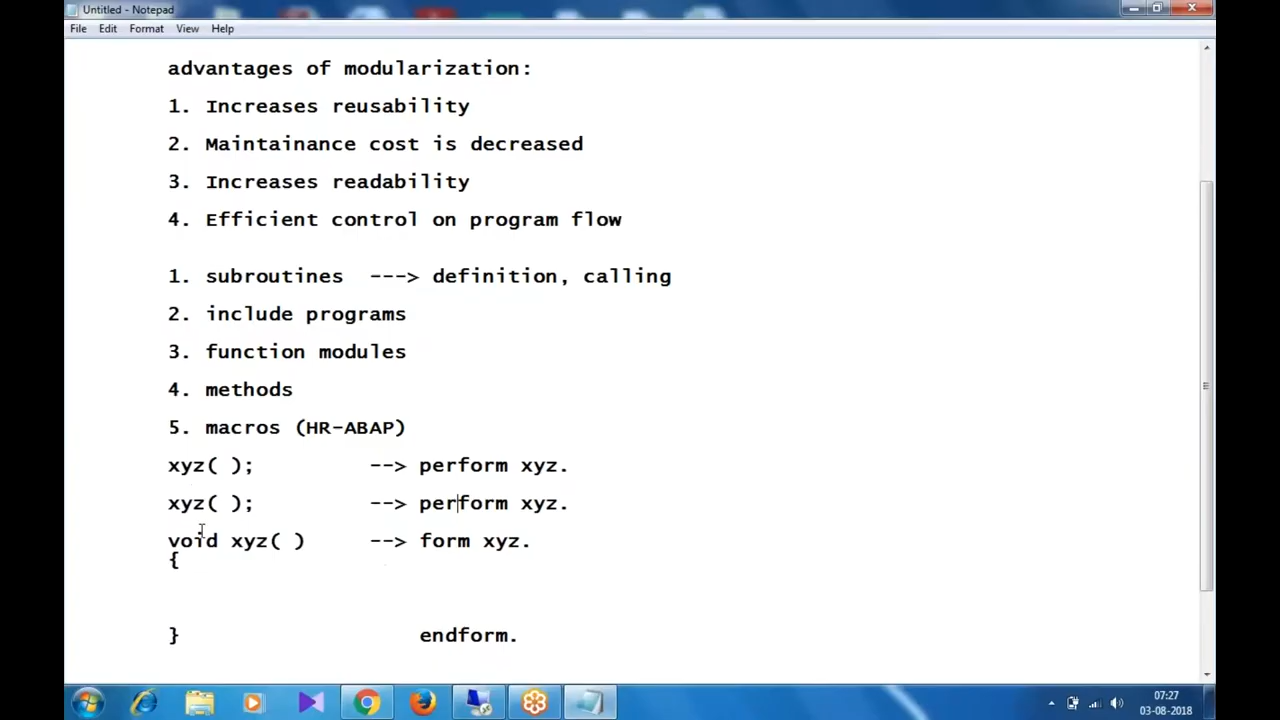 Untitled - Notepad
File Edit Format View Help
advantages of modularization:
1. Increases reusability
2. Maintainance cost is decreased
3. Increases readability
4. Efficient control on program flow
1. subroutines ---> definition, calling
2. include programs
3. function modules
4. methods
5. macros (HR-ABAP)
xyz( ); --> perform xyz.
xyz( ); --> perform xyz.
void xyz( ) --> form xyz.
{
} endform.
07:27
03-08-2018